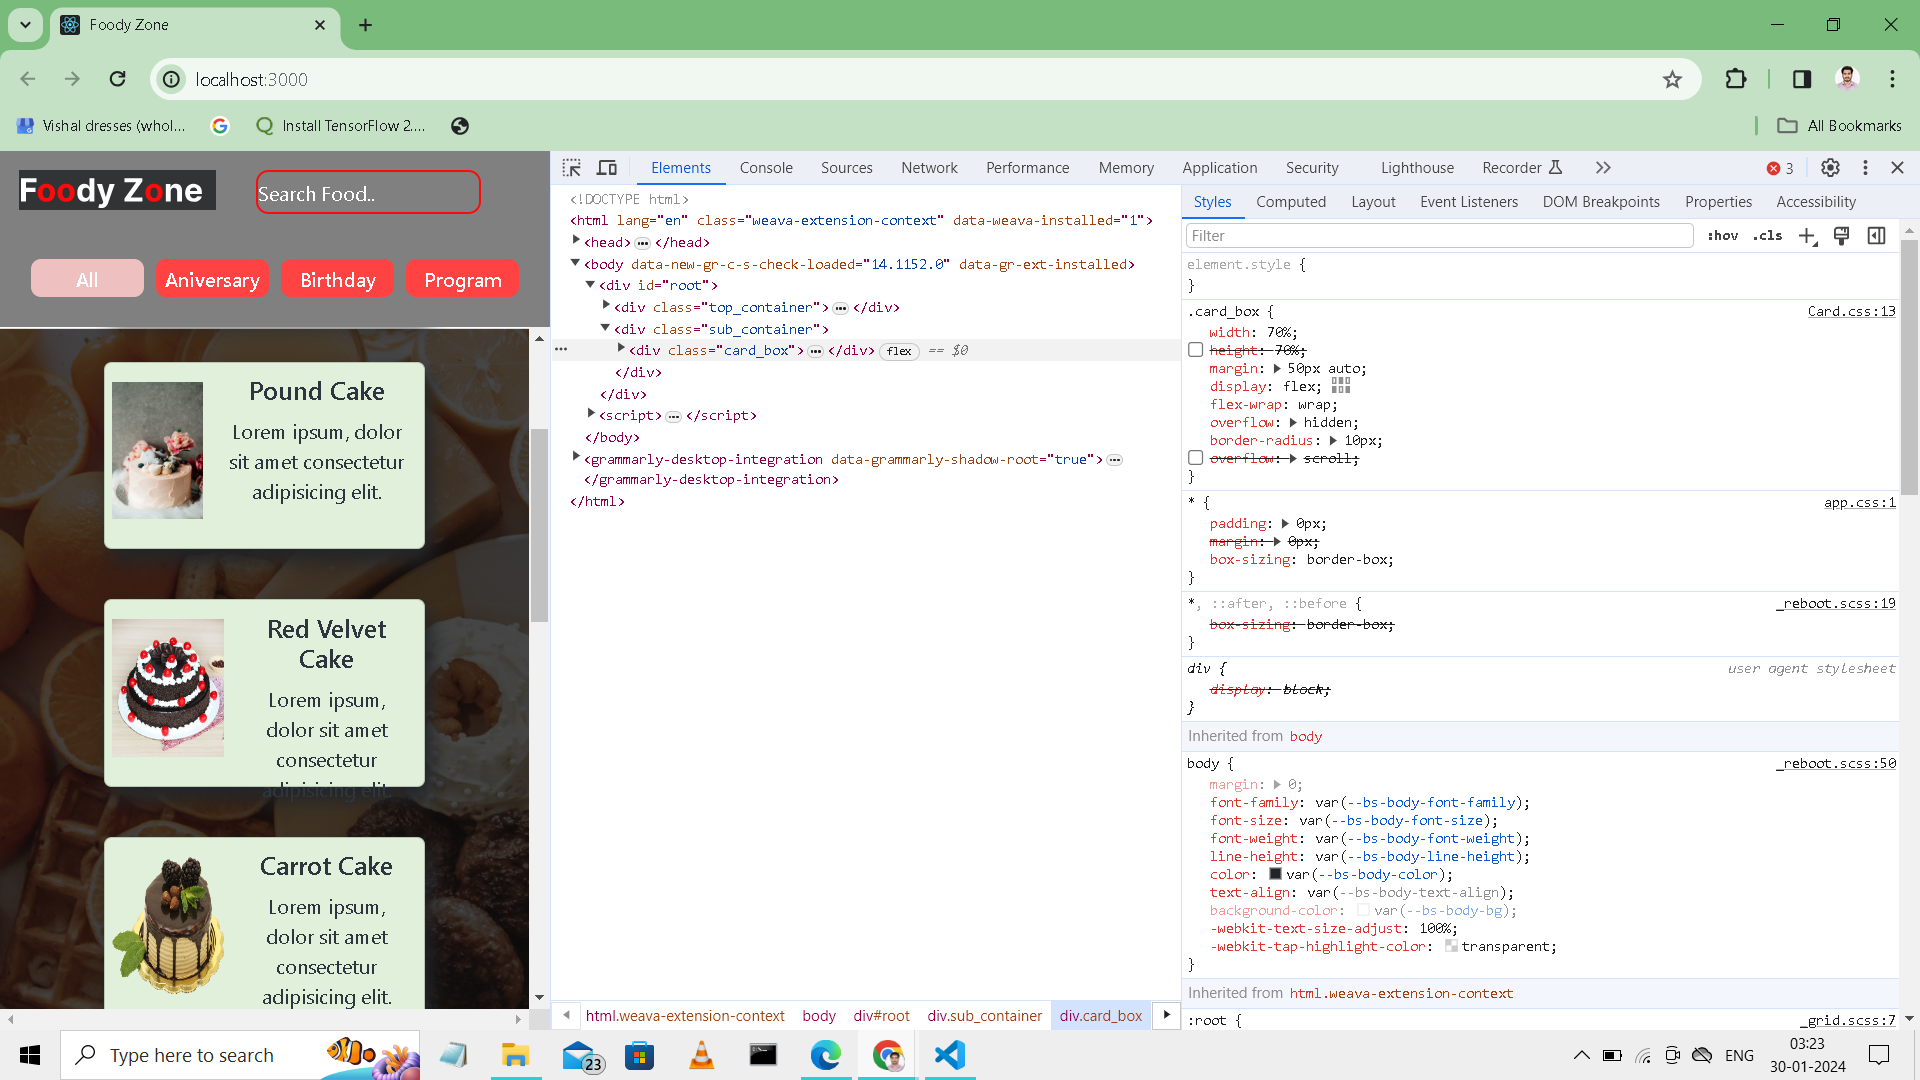 Foody Zone
localhost:3000
Vishal dresses (whol...
Install TensorFlow 2....
All Bookmarks
Foody Zone
Search Food..
All
Aniversary
Birthday
Program
Pound Cake
Lorem ipsum, dolor
sit amet consectetur
adipisicing elit.
Red Velvet
Cake
Lorem ipsum,
dolor sit amet
consectetur
adipisicing elit.
Carrot Cake
Lorem ipsum,
dolor sit amet
consectetur
adipisicing elit.
Elements Console Sources Network Performance Memory Application Security Lighthouse Recorder 3
<!DOCTYPE html>
<html lang="en" class="weava-extension-context" data-weava-installed="1">
<head> ••• </head>
<body data-new-gr-c-s-check-loaded="14.1152.0" data-gr-ext-installed>
<div id="root">
<div class="top_container"> ••• </div>
<div class="sub_container">
<div class="card_box"> ••• </div> flex == $0
</div>
</div>
<script> ••• </script>
</body>
<grammarly-desktop-integration data-grammarly-shadow-root="true"> •••
</grammarly-desktop-integration>
</html>
html.weava-extension-context body div#root div.sub_container div.card_box
Styles Computed Layout Event Listeners DOM Breakpoints Properties Accessibility
Filter :hov .cls
element.style {
}
.card_box { Card.css:13
width: 70%;
height: 70%;
margin: 50px auto;
display: flex;
flex-wrap: wrap;
overflow: hidden;
border-radius: 10px;
overflow: scroll;
}
* { app.css:1
padding: 0px;
margin: 0px;
box-sizing: border-box;
}
*, ::after, ::before { _reboot.scss:19
box-sizing: border-box;
}
div { user agent stylesheet
display: block;
}
Inherited from body
body { _reboot.scss:50
margin: 0;
font-family: var(--bs-body-font-family);
font-size: var(--bs-body-font-size);
font-weight: var(--bs-body-font-weight);
line-height: var(--bs-body-line-height);
color: var(--bs-body-color);
text-align: var(--bs-body-text-align);
background-color: var(--bs-body-bg);
-webkit-text-size-adjust: 100%;
-webkit-tap-highlight-color: transparent;
}
Inherited from html.weava-extension-context
:root { _grid.scss:7
Type here to search
23
ENG
03:23
30-01-2024